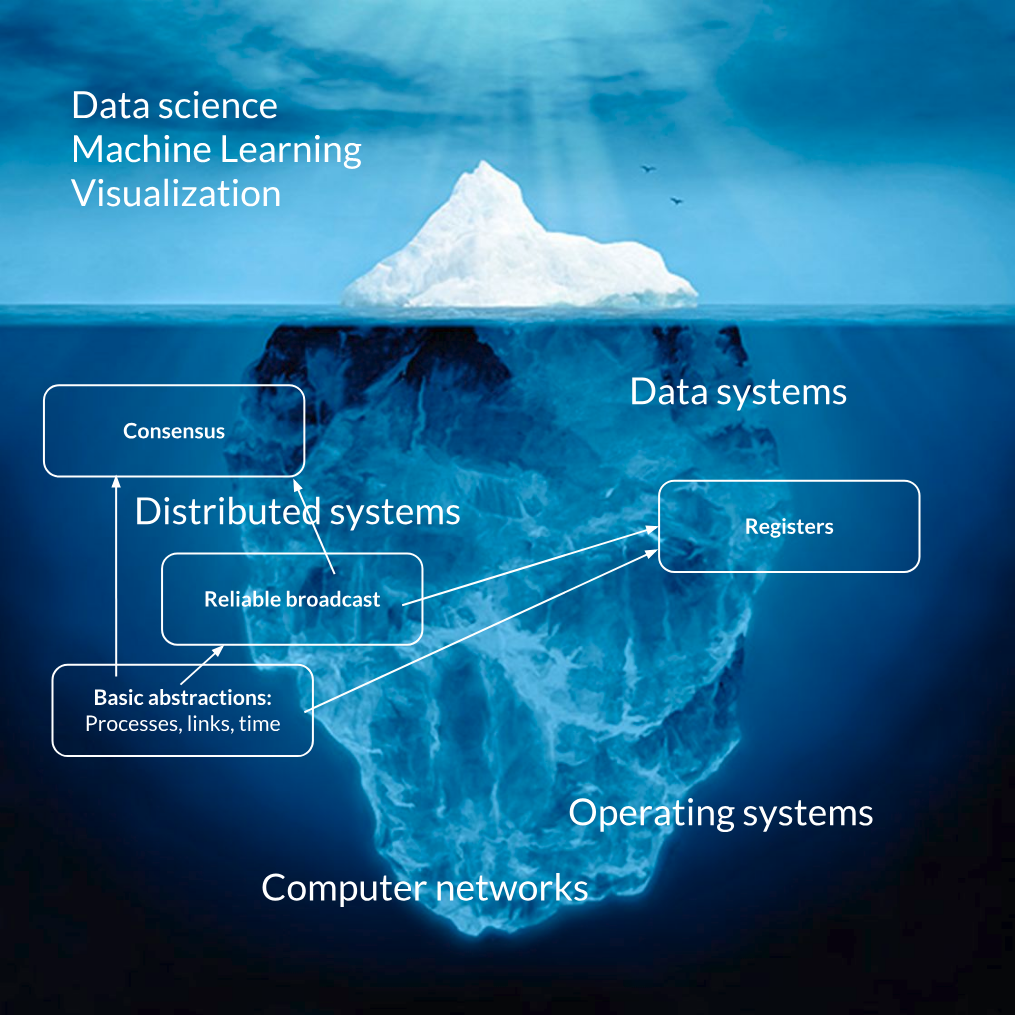 Data science
Machine Learning
Visualization
Data systems
Consensus
Distributed systems
Registers
Reliable broadcast
Basic abstractions:
Processes, links, time
Operating systems
Computer networks